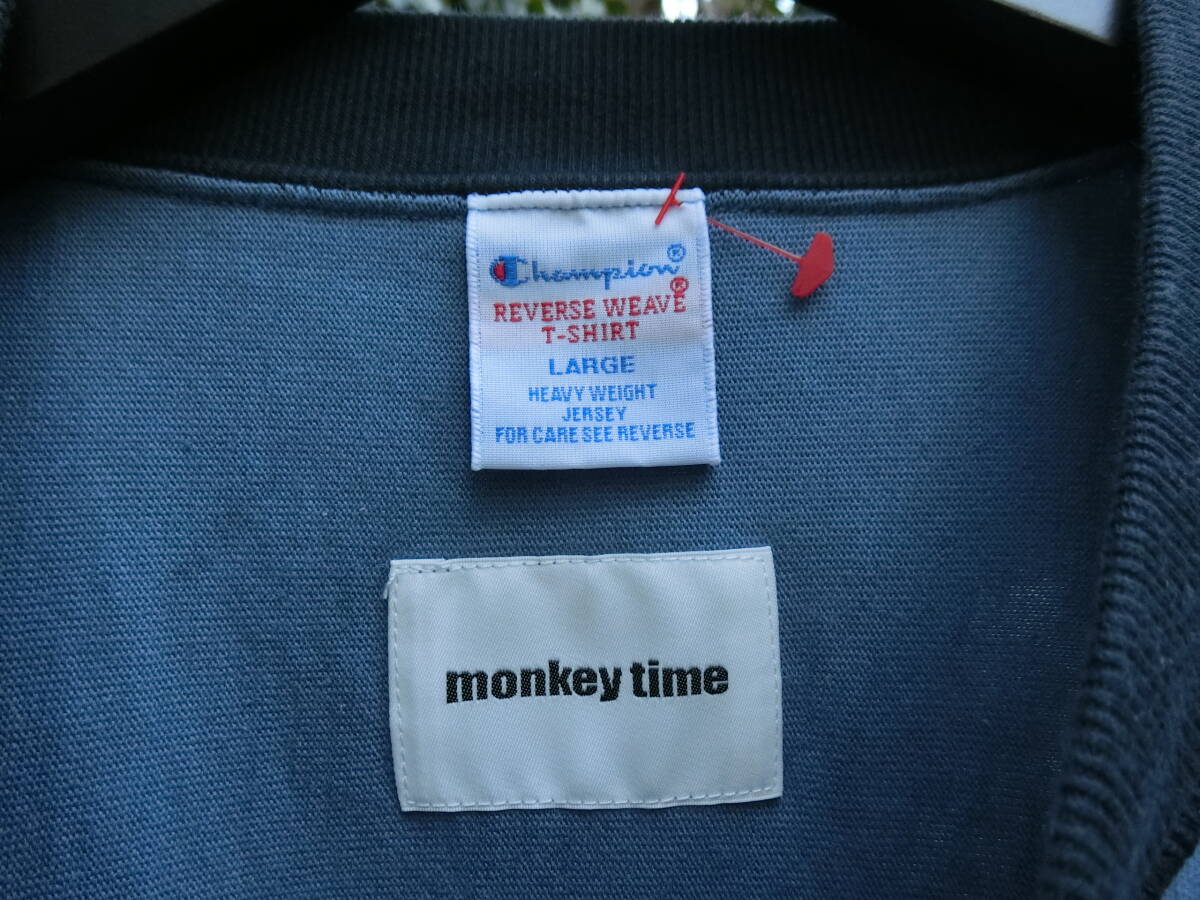 Champion®
REVERSE WEAVE®
T-SHIRT
LARGE
HEAVY WEIGHT
JERSEY
FOR CARE SEE REVERSE
monkey time